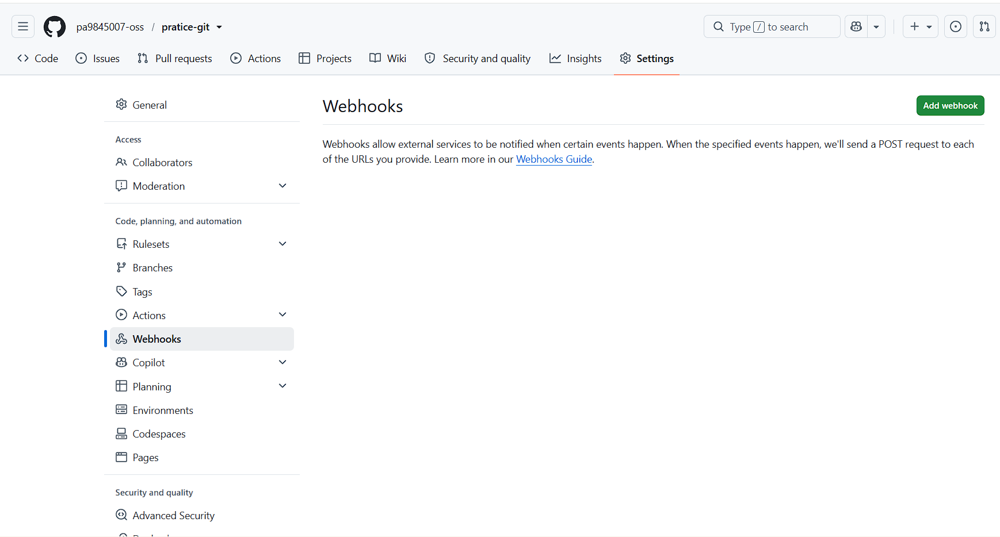 pa9845007-oss / pratice-git
Type / to search
Code Issues Pull requests Actions Projects Wiki Security and quality Insights Settings
General
Access
Collaborators
Moderation
Code, planning, and automation
Rulesets
Branches
Tags
Actions
Webhooks
Copilot
Planning
Environments
Codespaces
Pages
Security and quality
Advanced Security
Webhooks
Add webhook
Webhooks allow external services to be notified when certain events happen. When the specified events happen, we'll send a POST request to each
of the URLs you provide. Learn more in our Webhooks Guide.